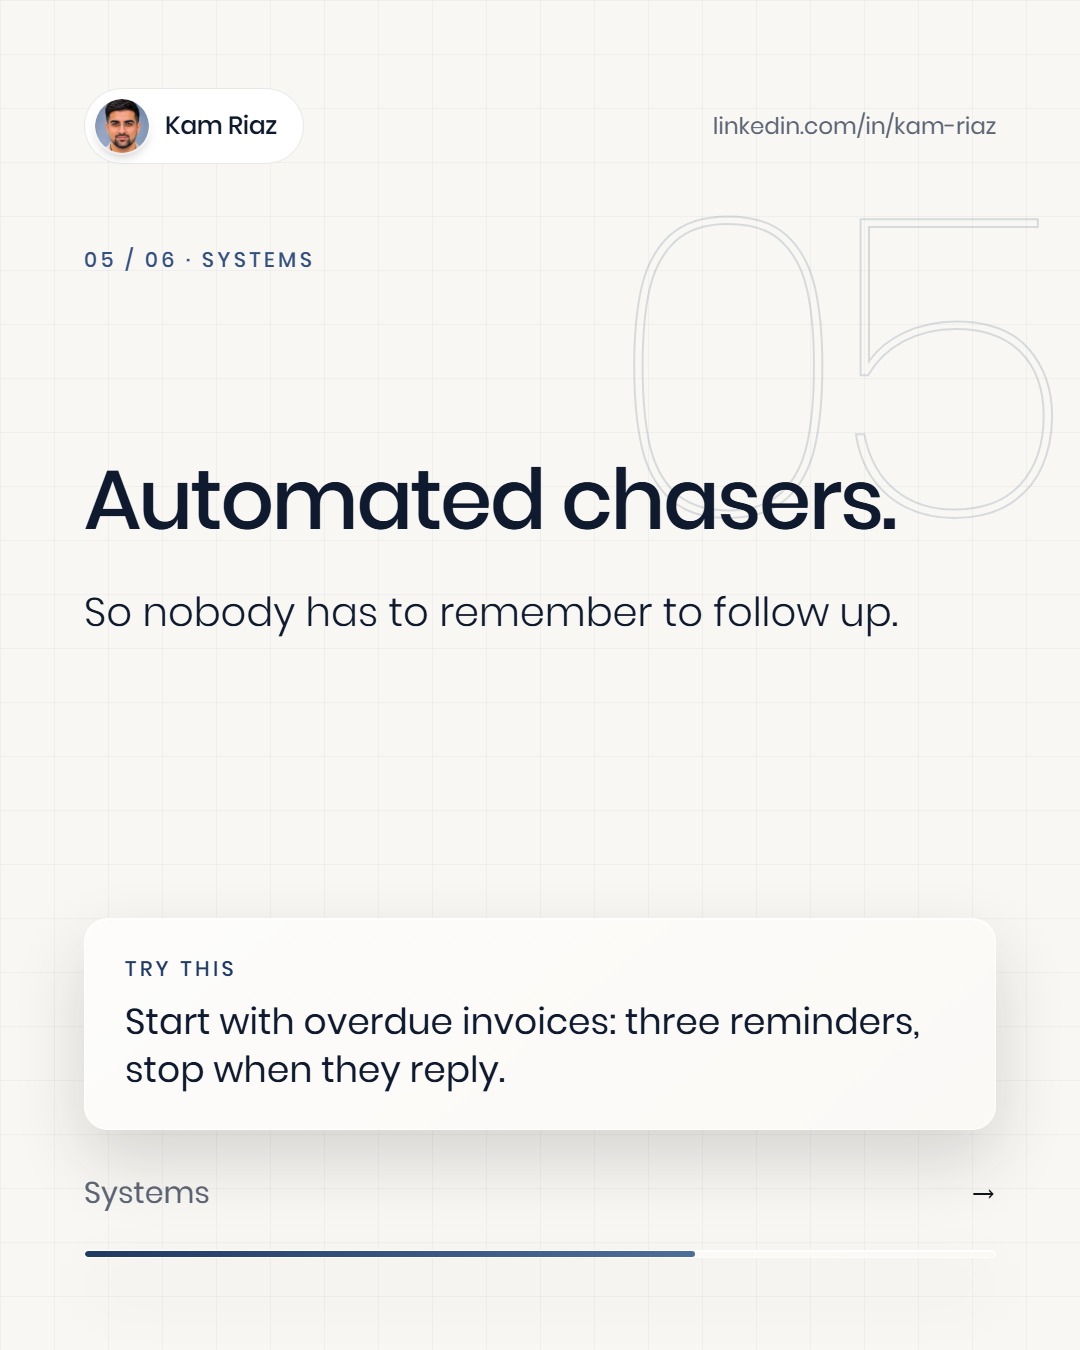 Kam Riaz
linkedin.com/in/kam-riaz
05 / 06 · SYSTEMS
05
Automated chasers.
So nobody has to remember to follow up.
TRY THIS
Start with overdue invoices: three reminders,
stop when they reply.
Systems
→